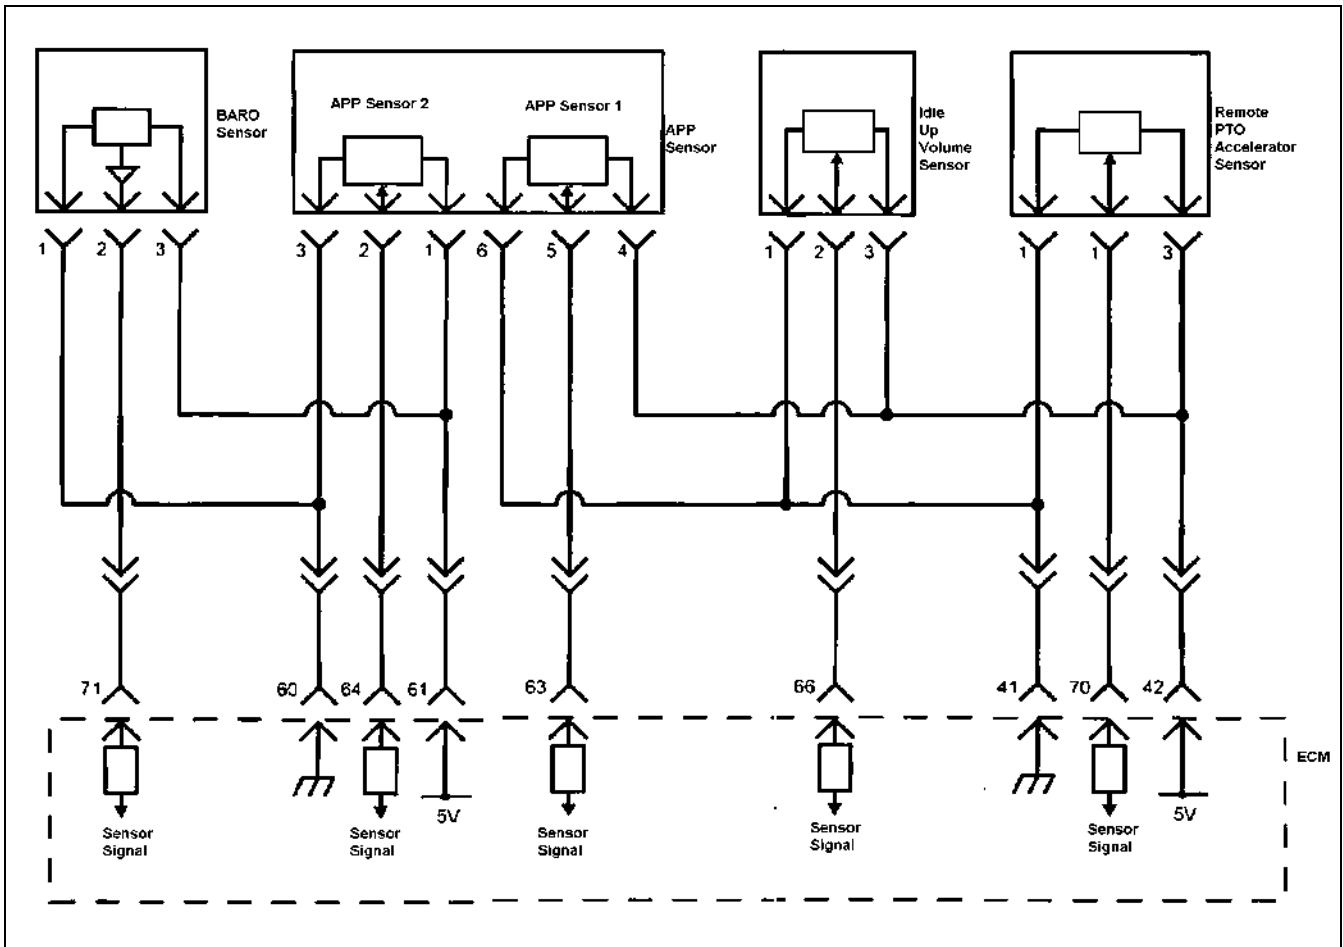 BARO
Sensor
APP Sensor 2
APP Sensor 1
APP
Sensor
Idle
Up
Volume
Sensor
Remote
PTO
Accelerator
Sensor
1 2 3 3 2 1 6 5 4 1 2 3 1 1 3
71 60 64 61 63 66 41 70 42
ECM
5V
5V
Sensor
Signal
Sensor
Signal
Sensor
Signal
Sensor
Signal
Sensor
Signal